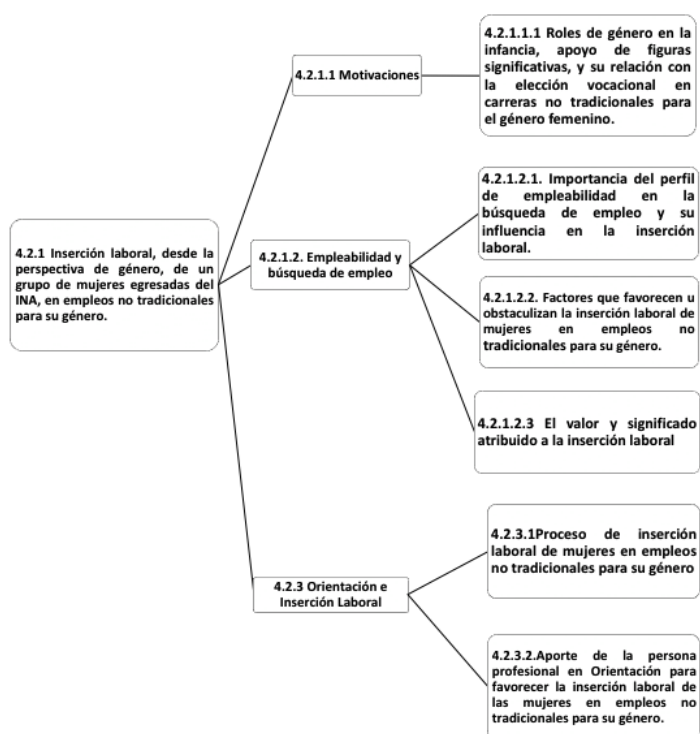 4.2.1 Inserción laboral, desde la
perspectiva de género, de un
grupo de mujeres egresadas del
INA, en empleos no tradicionales
para su género.
4.2.1.1 Motivaciones
4.2.1.1.1 Roles de género en la
infancia, apoyo de figuras
significativas, y su relación con
la elección vocacional en
carreras no tradicionales para
el género femenino.
4.2.1.2. Empleabilidad y
búsqueda de empleo
4.2.1.2.1. Importancia del perfil
de empleabilidad en la
búsqueda de empleo y su
influencia en la inserción
laboral.
4.2.1.2.2. Factores que favorecen u
obstaculizan la inserción laboral de
mujeres en empleos no
tradicionales para su género.
4.2.1.2.3 El valor y significado
atribuido a la inserción laboral
4.2.3 Orientación e
Inserción Laboral
4.2.3.1Proceso de inserción
laboral de mujeres en empleos
no tradicionales para su género
4.2.3.2.Aporte de la persona
profesional en Orientación para
favorecer la inserción laboral de
las mujeres en empleos no
tradicionales para su género.